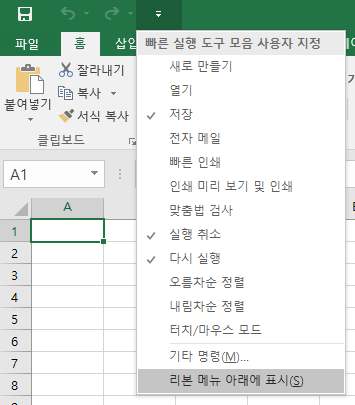 파일
홈
삽입
빠른 실행 도구 모음 사용자 지정
잘라내기
복사
서식 복사
붙여넣기
클립보드
새로 만들기
열기
저장
전자 메일
빠른 인쇄
인쇄 미리 보기 및 인쇄
맞춤법 검사
실행 취소
다시 실행
오름차순 정렬
내림차순 정렬
터치/마우스 모드
기타 명령(M)...
리본 메뉴 아래에 표시(S)
A1
A
1
2
3
4
5
6
7
8
9